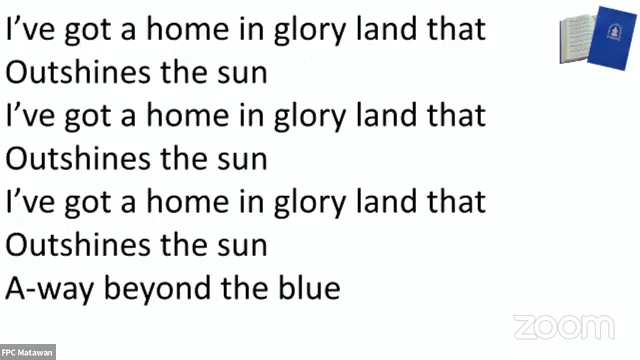 I’ve got a home in glory land that
Outshines the sun
I’ve got a home in glory land that
Outshines the sun
I’ve got a home in glory land that
Outshines the sun
A-way beyond the blue
zoom
FPC Matawan